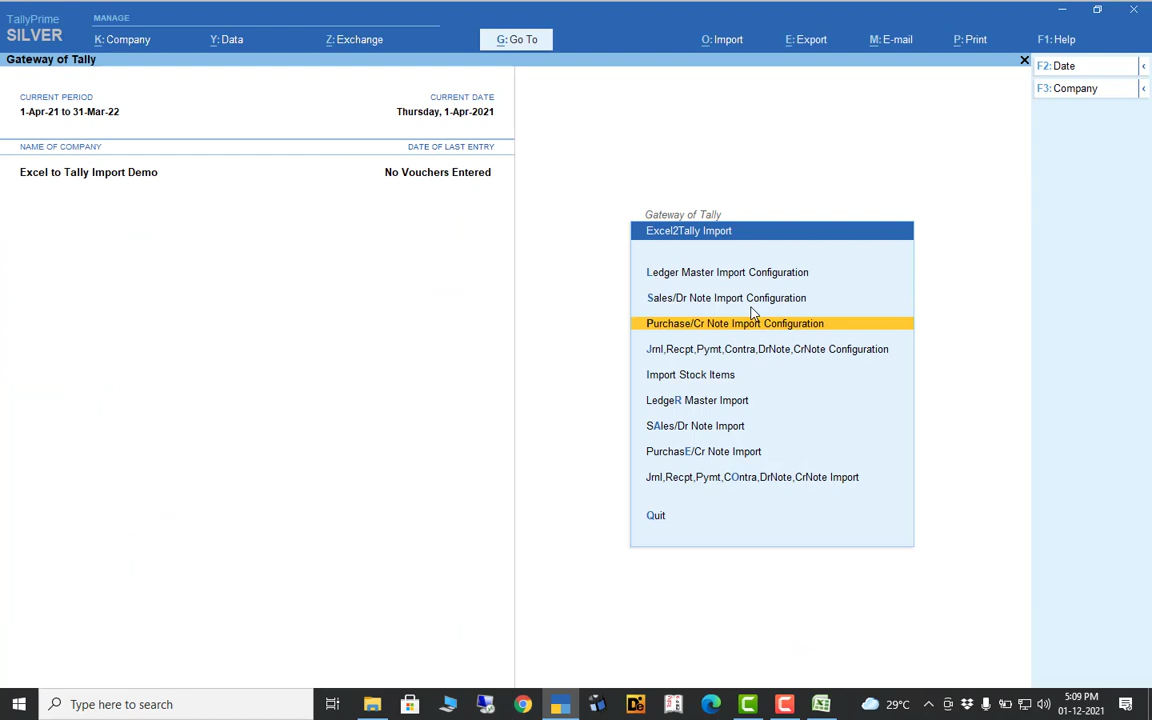 TallyPrime
SILVER
MANAGE
K: Company
Y: Data
Z: Exchange
G: Go To
O: Import
E: Export
M: E-mail
P: Print
F1: Help
Gateway of Tally
F2: Date
F3: Company
CURRENT PERIOD
CURRENT DATE
1-Apr-21 to 31-Mar-22
Thursday, 1-Apr-2021
NAME OF COMPANY
DATE OF LAST ENTRY
Excel to Tally Import Demo
No Vouchers Entered
Gateway of Tally
Excel2Tally Import
Ledger Master Import Configuration
Sales/Dr Note Import Configuration
Purchase/Cr Note Import Configuration
Jrnl,Recpt,Pymt,Contra,DrNote,CrNote Configuration
Import Stock Items
LedgeR Master Import
SAles/Dr Note Import
PurchasE/Cr Note Import
Jrnl,Recpt,Pymt,COntra,DrNote,CrNote Import
Quit
Type here to search
29°C
5:09 PM
01-12-2021